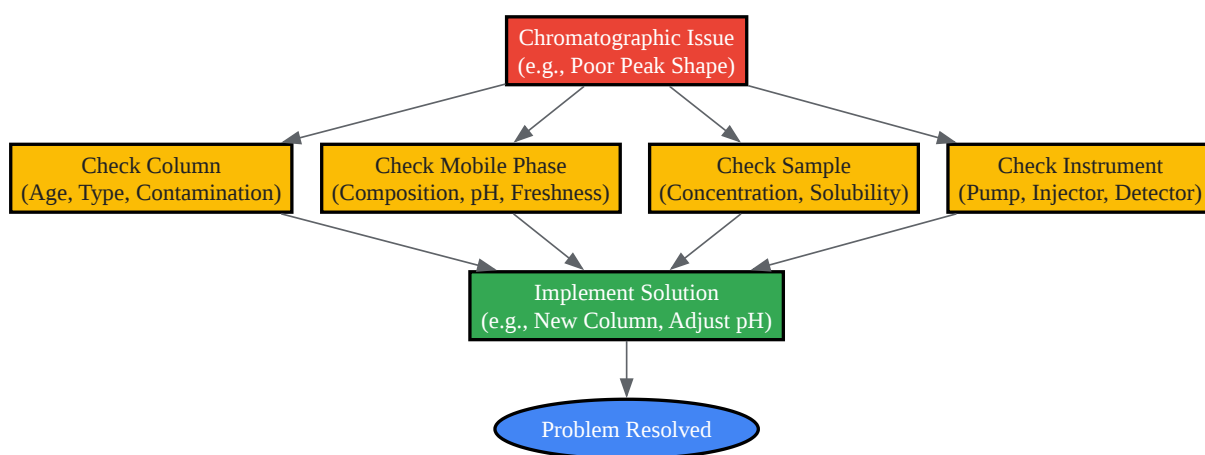 Chromatographic Issue
(e.g., Poor Peak Shape)
Check Column
(Age, Type, Contamination)
Check Mobile Phase
(Composition, pH, Freshness)
Check Sample
(Concentration, Solubility)
Check Instrument
(Pump, Injector, Detector)
Implement Solution
(e.g., New Column, Adjust pH)
Problem Resolved